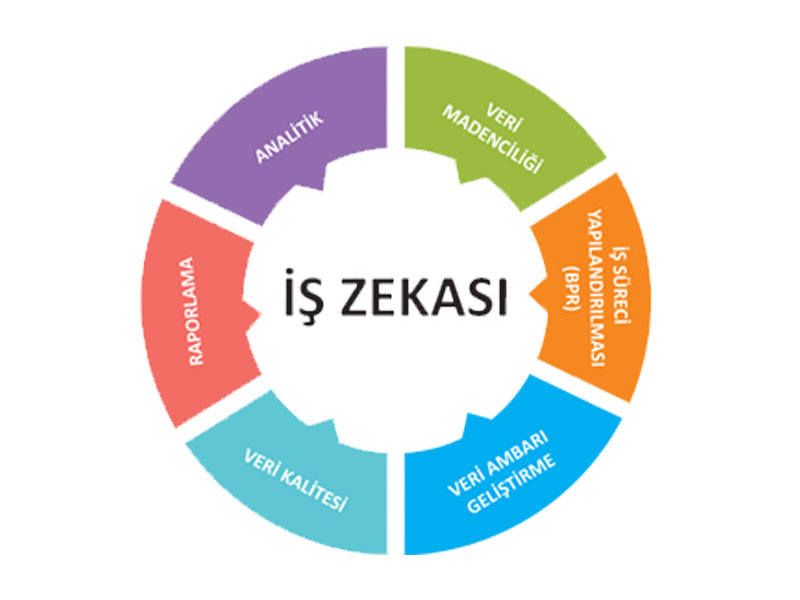 ANALİTİK
VERİ
MADENCİLİĞİ
İŞ SÜRECİ
YAPILANDIRILMASI
(BPR)
VERİ AMBARI
GELİŞTİRME
VERİ KALİTESİ
RAPORLAMA
İŞ ZEKASI